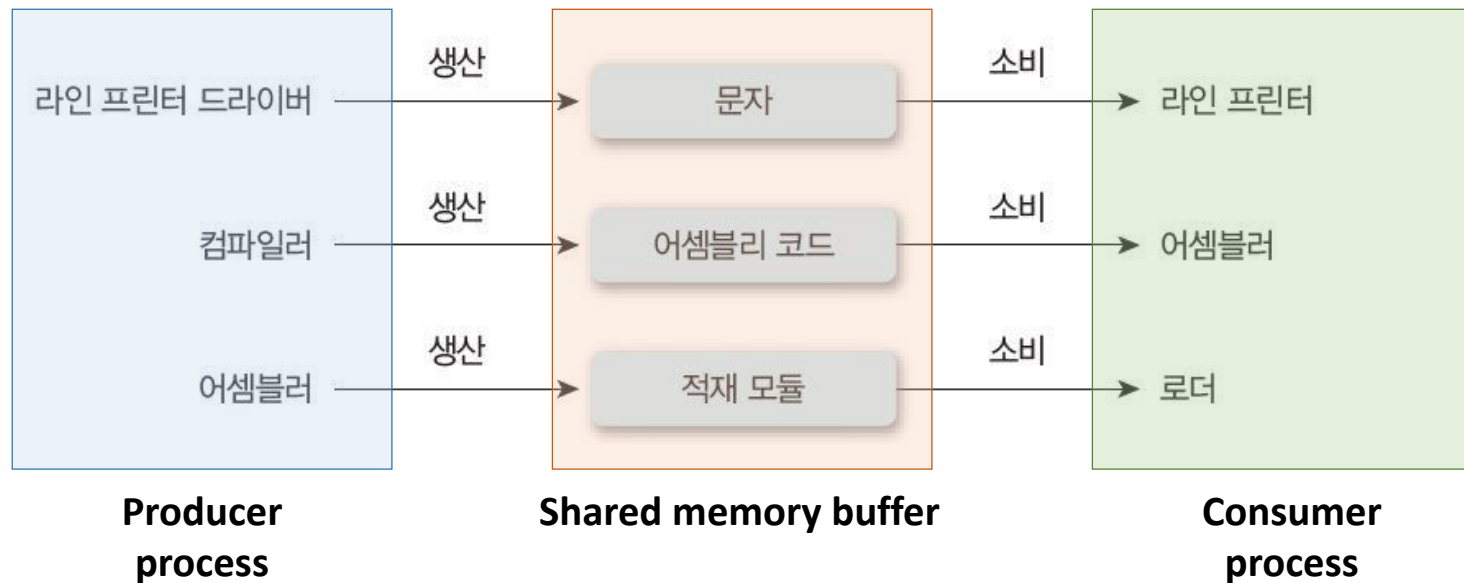 생산
소비
라인 프린터 드라이버
문자
라인 프린터
생산
소비
컴파일러
어셈블리 코드
어셈블러
생산
소비
어셈블러
적재 모듈
로더
Producer
process
Shared memory buffer
Consumer
process